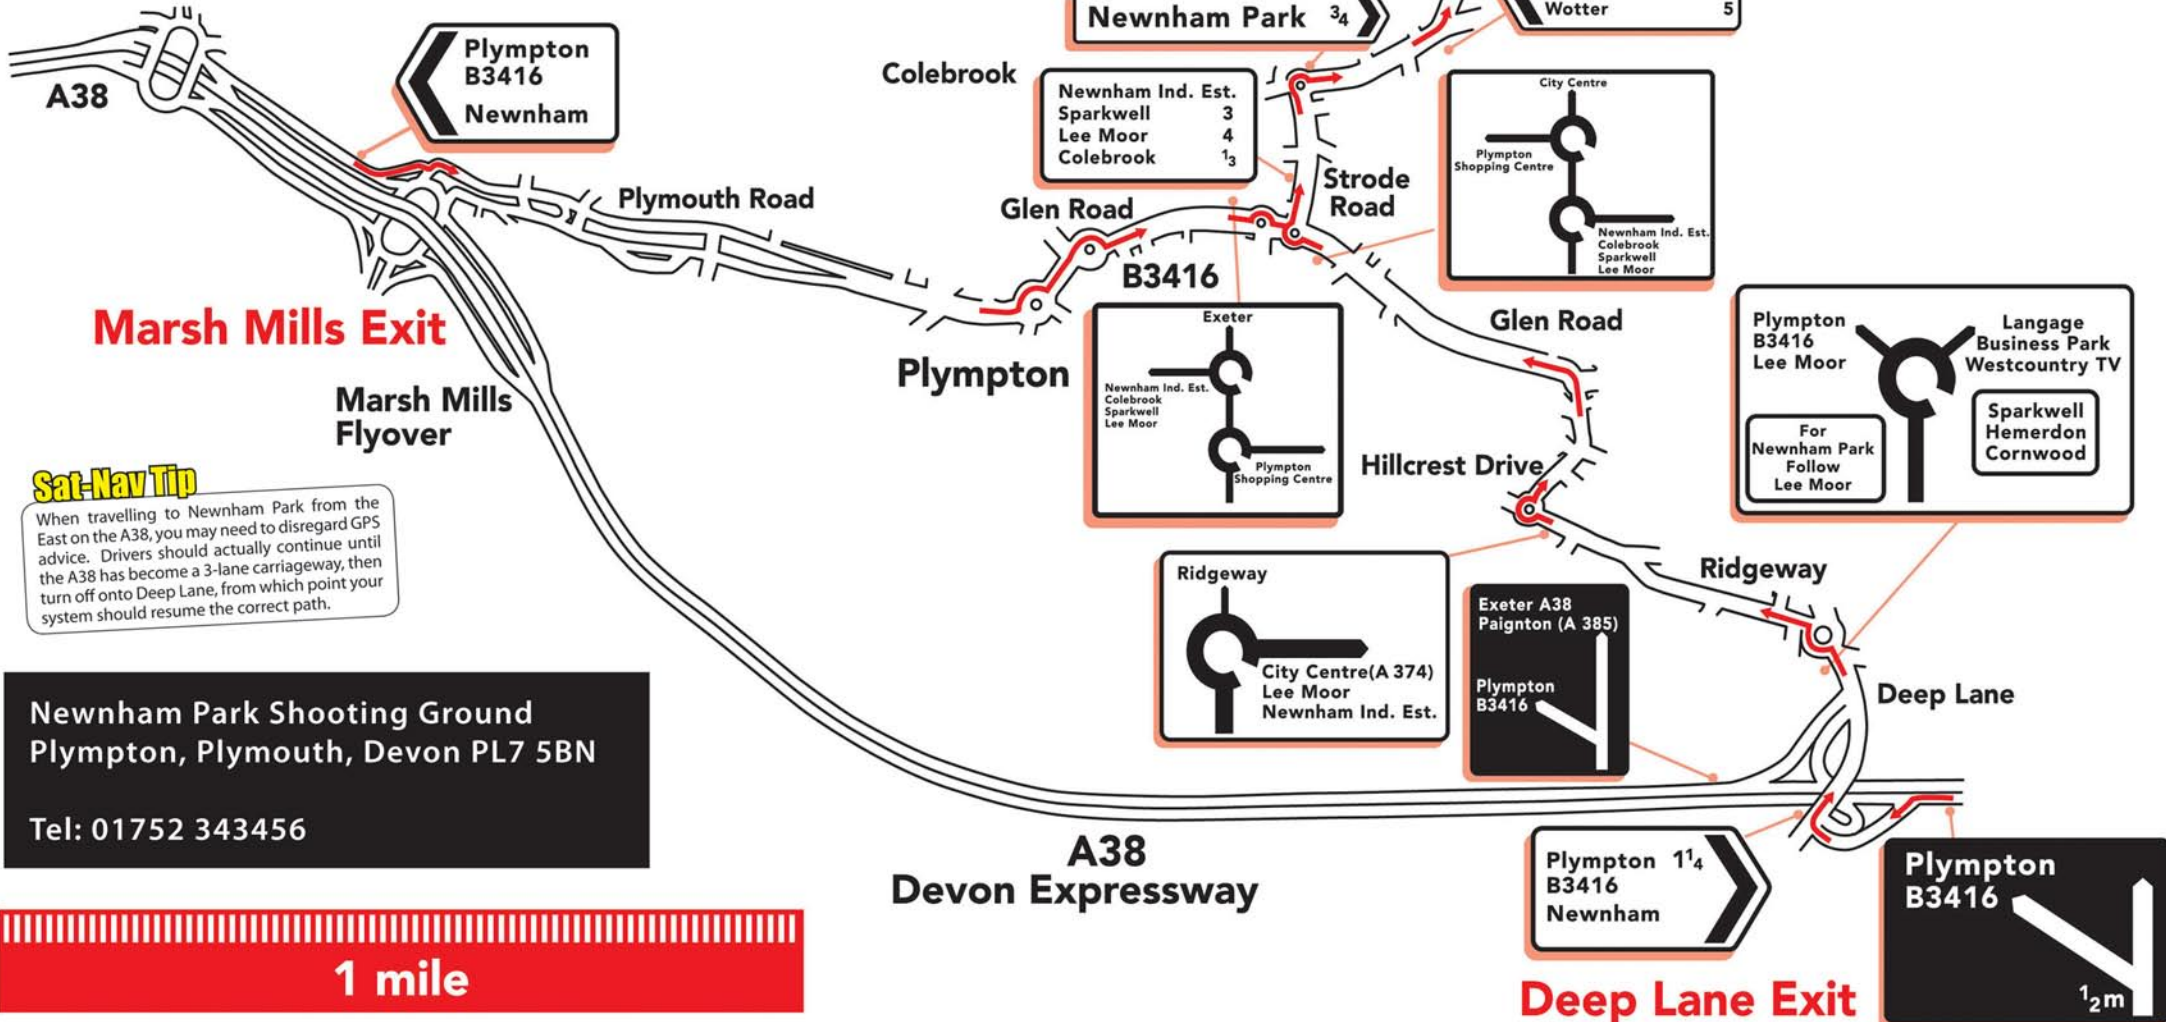 Newnham Park ¾
Wotter 5
A38
Plympton
B3416
Newnham
Colebrook
Newnham Ind. Est.
Sparkwell 3
Lee Moor 4
Colebrook ⅓
City Centre
Plympton
Shopping Centre
Newnham Ind. Est.
Colebrook
Sparkwell
Lee Moor
Plymouth Road
Glen Road
Strode
Road
B3416
Marsh Mills Exit
Plympton
Exeter
Newnham Ind. Est.
Colebrook
Sparkwell
Lee Moor
Plympton
Shopping Centre
Glen Road
Plympton
B3416
Lee Moor
Langage
Business Park
Westcountry TV
For
Newnham Park
Follow
Lee Moor
Sparkwell
Hemerdon
Cornwood
Marsh Mills
Flyover
Hillcrest Drive
Sat-Nav Tip
When travelling to Newnham Park from the
East on the A38, you may need to disregard GPS
advice. Drivers should actually continue until
the A38 has become a 3-lane carriageway, then
turn off onto Deep Lane, from which point your
system should resume the correct path.
Ridgeway
City Centre(A 374)
Lee Moor
Newnham Ind. Est.
Exeter A38
Paignton (A 385)
Plympton
B3416
Ridgeway
Deep Lane
Newnham Park Shooting Ground
Plympton, Plymouth, Devon PL7 5BN
Tel: 01752 343456
A38
Devon Expressway
Plympton 1¼
B3416
Newnham
Plympton
B3416
½m
1 mile
Deep Lane Exit